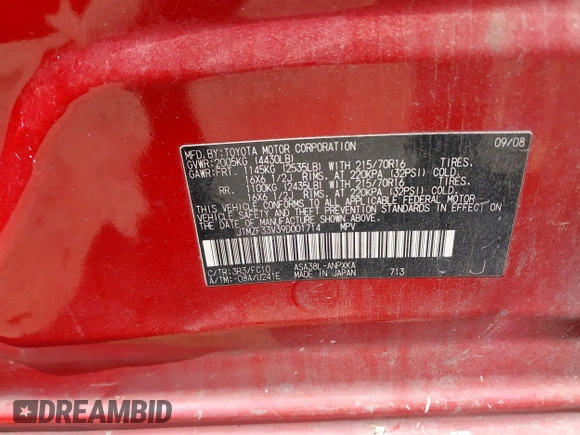 MFD.BY:TOYOTA MOTOR CORPORATION 09/08
GVWR:2005KG (4430LB)
GAWR:FRT. 1145KG (2535LB) WITH 215/70R16 TIRES.
16X6 1/2J RIMS, AT 220KPA (32PSI) COLD.
RR. 1100KG (2435LB) WITH 215/70R16 TIRES.
16X6 1/2J RIMS, AT 220KPA (32PSI) COLD.
THIS VEHICLE CONFORMS TO ALL APPLICABLE FEDERAL MOTOR
VEHICLE SAFETY AND BUMPER STANDARDS IN EFFECT ON THE DATE
OF MANUFACTURE SHOWN ABOVE.
JTMZF33V39D001714 MPV
C/TR:3R3/FC10 ASA38L-ANPXKA
A/TM:-08A/U241E MADE IN JAPAN 713
DREAMBID